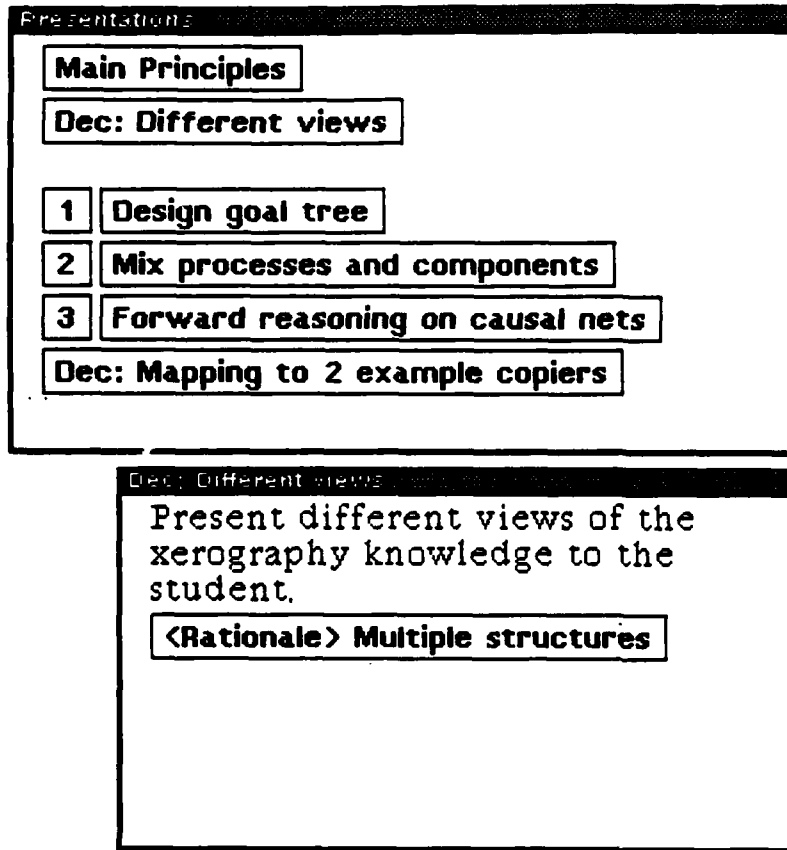 Presentations
Main Principles
Dec: Different views
1 Design goal tree
2 Mix processes and components
3 Forward reasoning on causal nets
Dec: Mapping to 2 example copiers
Dec: Different views
Present different views of the
xerography knowledge to the
student.
<Rationale> Multiple structures